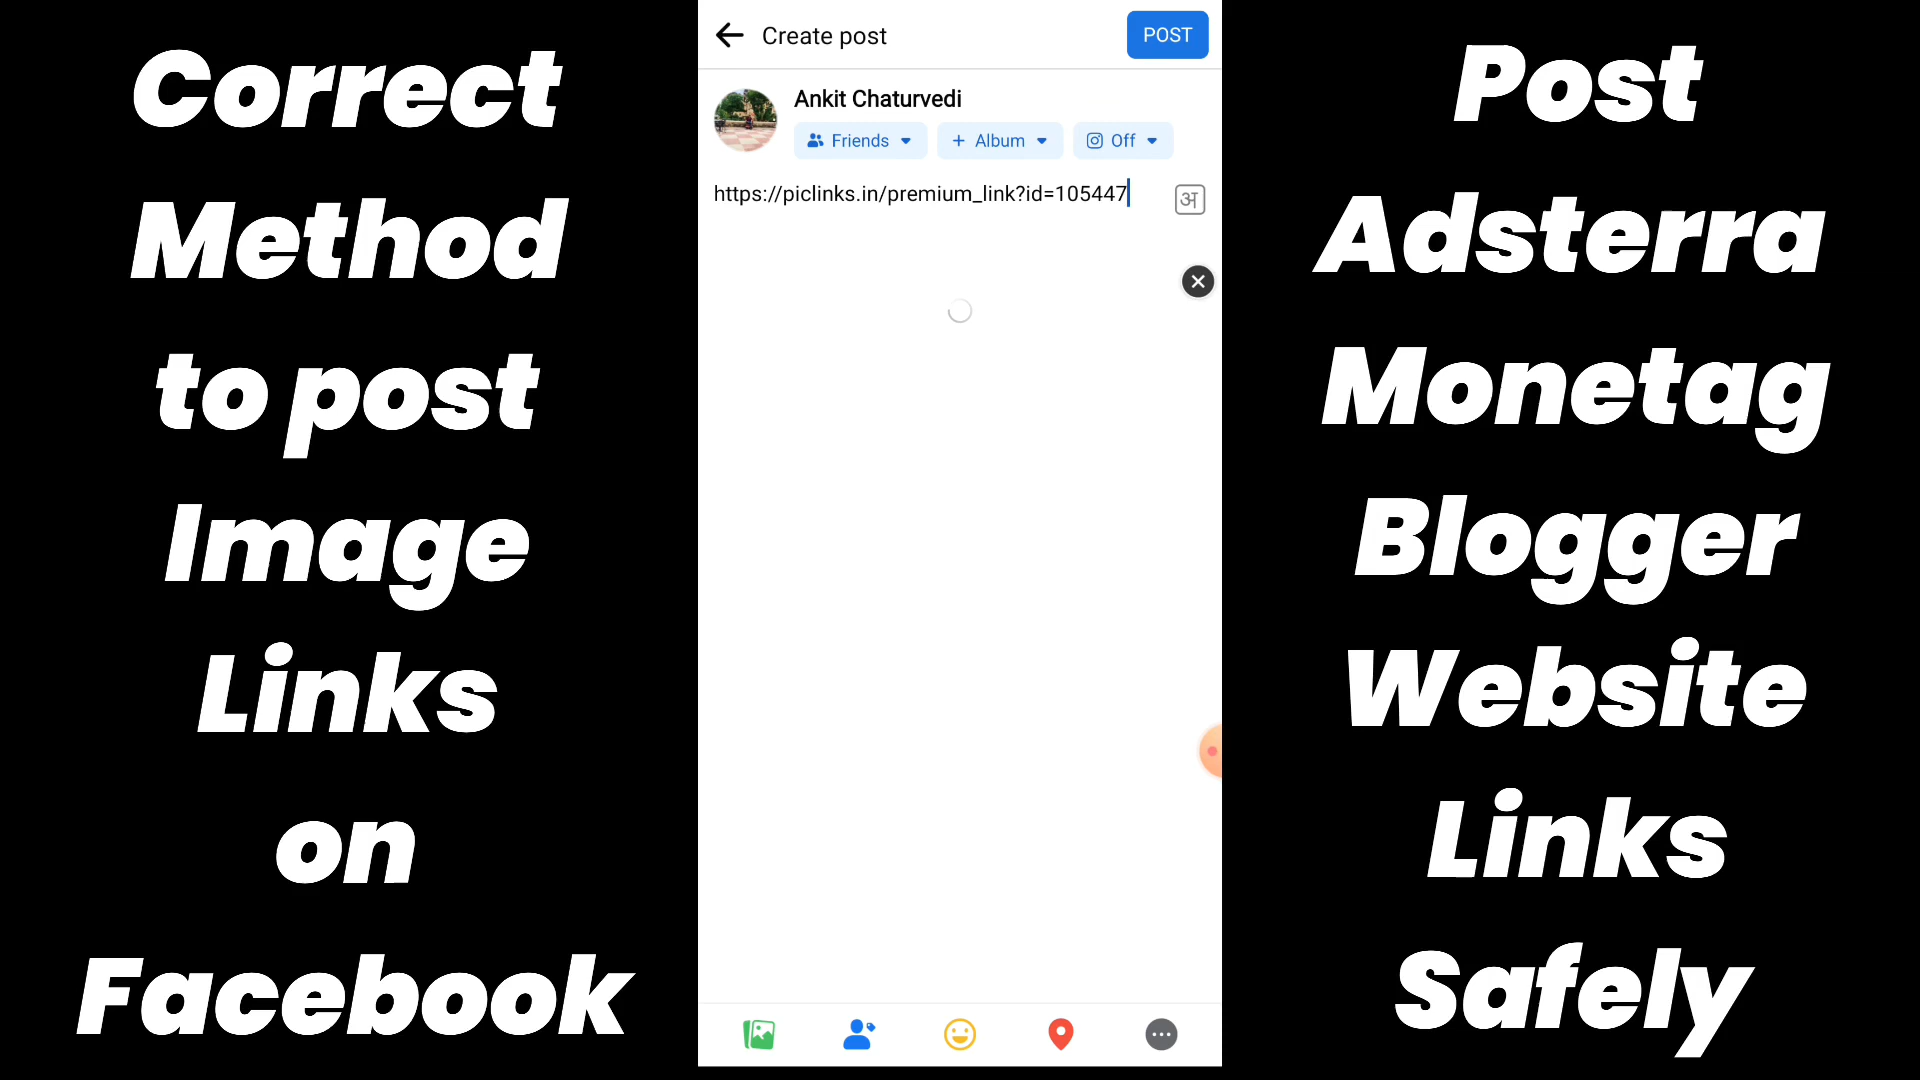 Correct
Method
to post
Image
Links
on
Facebook
Create post
POST
Ankit Chaturvedi
Friends
+ Album
Off
https://piclinks.in/premium_link?id=105447
अ
Post
Adsterra
Monetag
Blogger
Website
Links
Safely